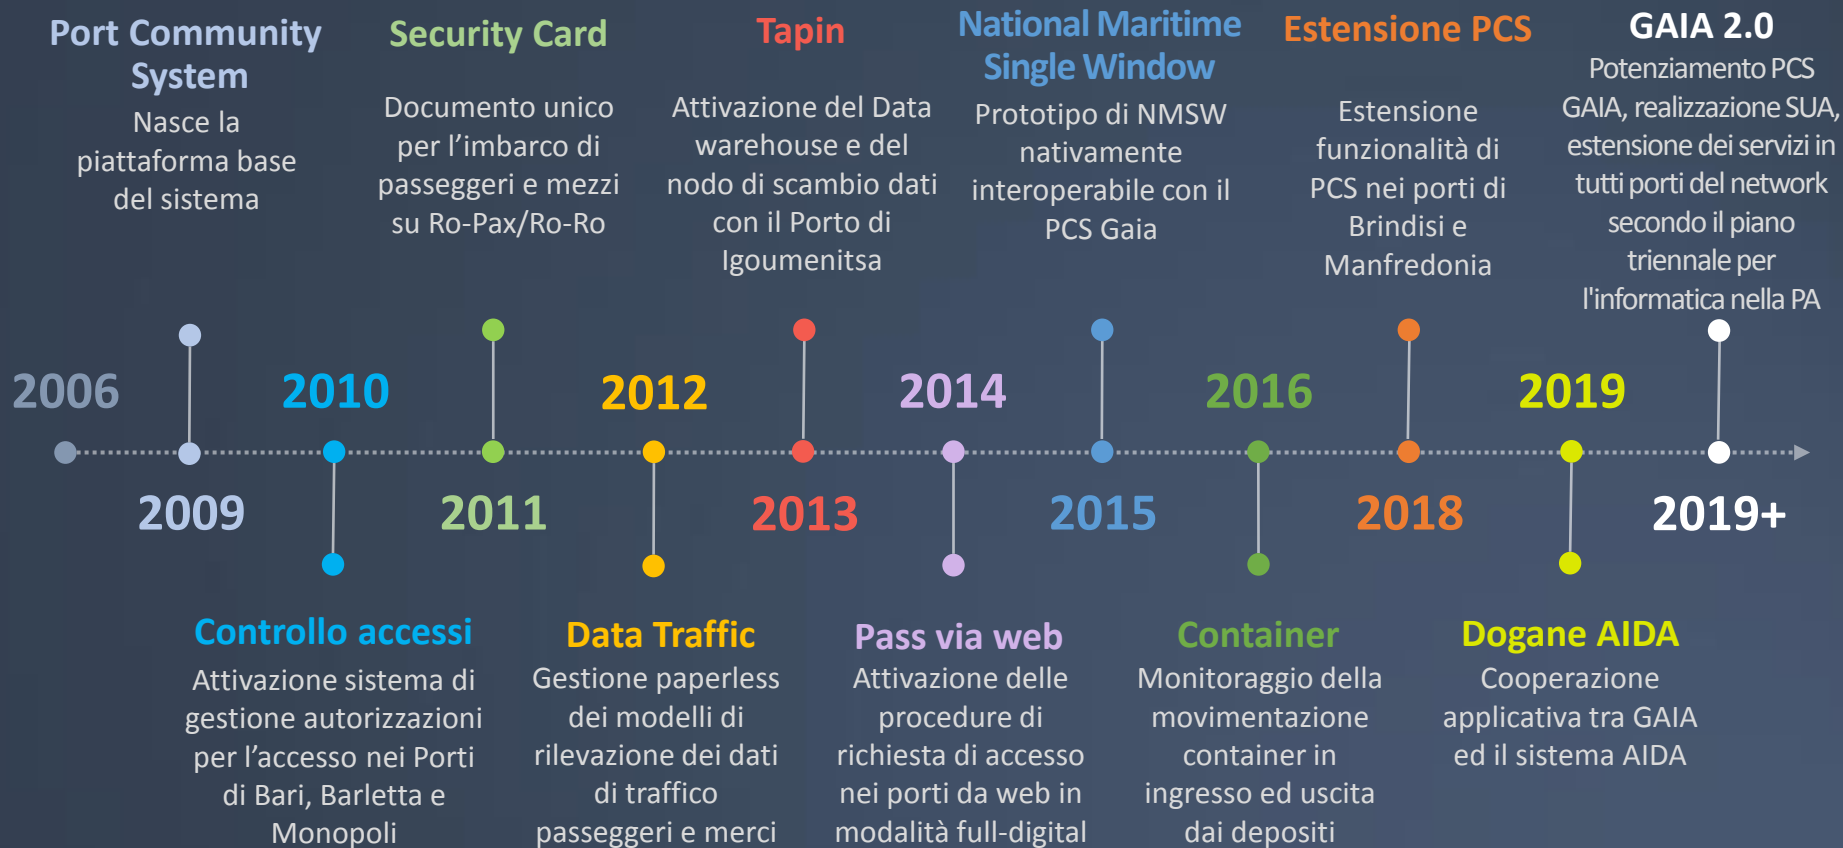 Port Community
System
Nasce la
piattaforma base
del sistema
Security Card
Documento unico
per l'imbarco di
passeggeri e mezzi
su Ro-Pax/Ro-Ro
Tapin
Attivazione del Data
warehouse e del
nodo di scambio dati
con il Porto di
Igoumenitsa
National Maritime
Single Window
Prototipo di NMSW
nativamente
interoperabile con il
PCS Gaia
Estensione PCS
Estensione
funzionalità di
PCS nei porti di
Brindisi e
Manfredonia
GAIA 2.0
Potenziamento PCS
GAIA, realizzazione SUA,
estensione dei servizi in
tutti porti del network
secondo il piano
triennale per
l'informatica nella PA
2006
2010
2012
2014
2016
2019
2009
2011
2013
2015
2018
2019+
Controllo accessi
Attivazione sistema di
gestione autorizzazioni
per l'accesso nei Porti
di Bari, Barletta e
Monopoli
Data Traffic
Gestione paperless
dei modelli di
rilevazione dei dati
di traffico
passeggeri e merci
Pass via web
Attivazione delle
procedure di
richiesta di accesso
nei porti da web in
modalità full-digital
Container
Monitoraggio della
movimentazione
container in
ingresso ed uscita
dai depositi
Dogane AIDA
Cooperazione
applicativa tra GAIA
ed il sistema AIDA